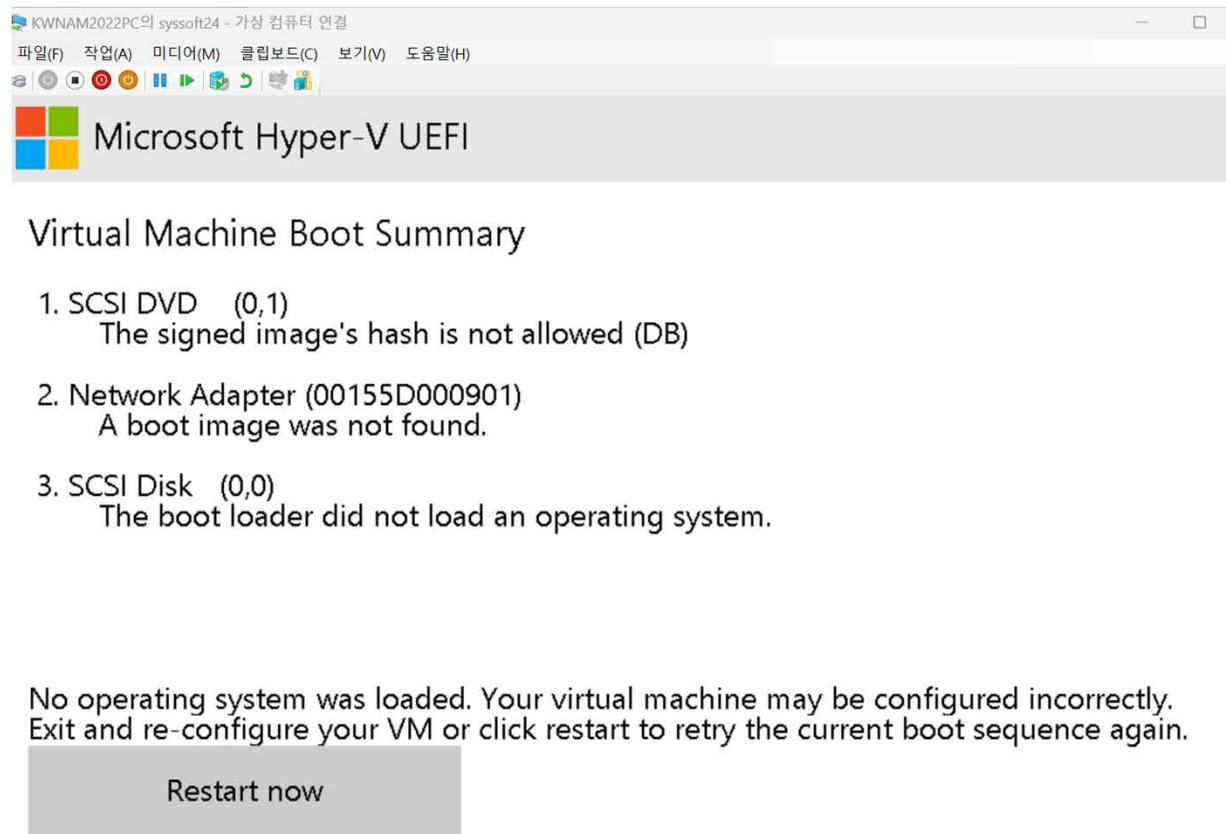 KWNAM2022PC의 syssoft24 - 가상 컴퓨터 연결
파일(F) 작업(A) 미디어(M) 클립보드(C) 보기(V) 도움말(H)
Microsoft Hyper-V UEFI
Virtual Machine Boot Summary
1. SCSI DVD (0,1)
The signed image's hash is not allowed (DB)
2. Network Adapter (00155D000901)
A boot image was not found.
3. SCSI Disk (0,0)
The boot loader did not load an operating system.
No operating system was loaded. Your virtual machine may be configured incorrectly.
Exit and re-configure your VM or click restart to retry the current boot sequence again.
Restart now